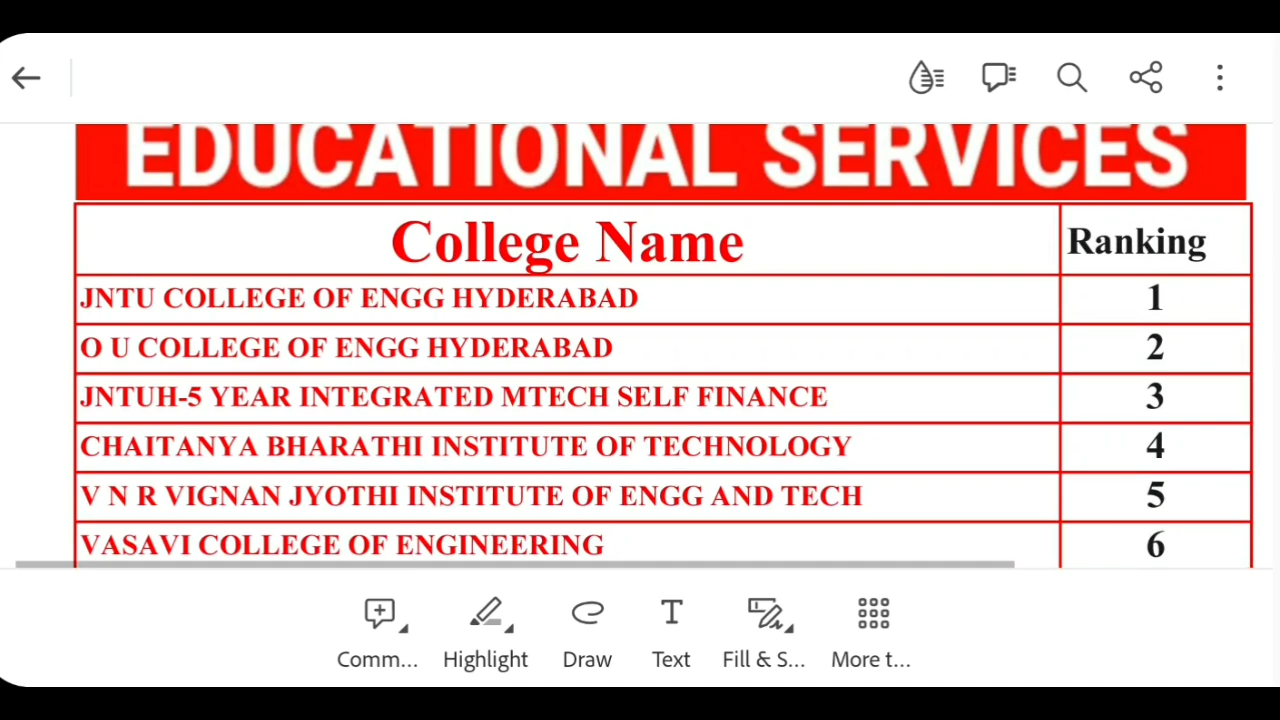 EDUCATIONAL SERVICES
College Name Ranking
JNTU COLLEGE OF ENGG HYDERABAD 1
O U COLLEGE OF ENGG HYDERABAD 2
JNTUH-5 YEAR INTEGRATED MTECH SELF FINANCE 3
CHAITANYA BHARATHI INSTITUTE OF TECHNOLOGY 4
V N R VIGNAN JYOTHI INSTITUTE OF ENGG AND TECH 5
VASAVI COLLEGE OF ENGINEERING 6
Comm... Highlight Draw Text Fill & S... More t...